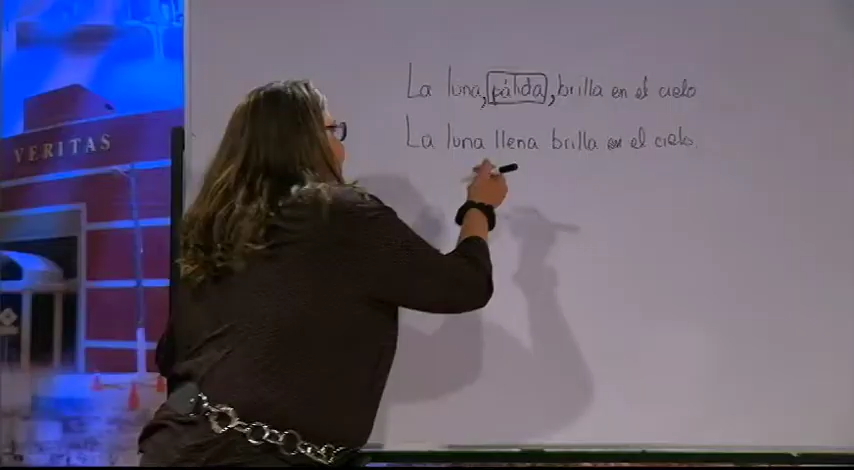 VERITAS
La luna, pálida, brilla en el cielo
La luna llena brilla en el cielo.